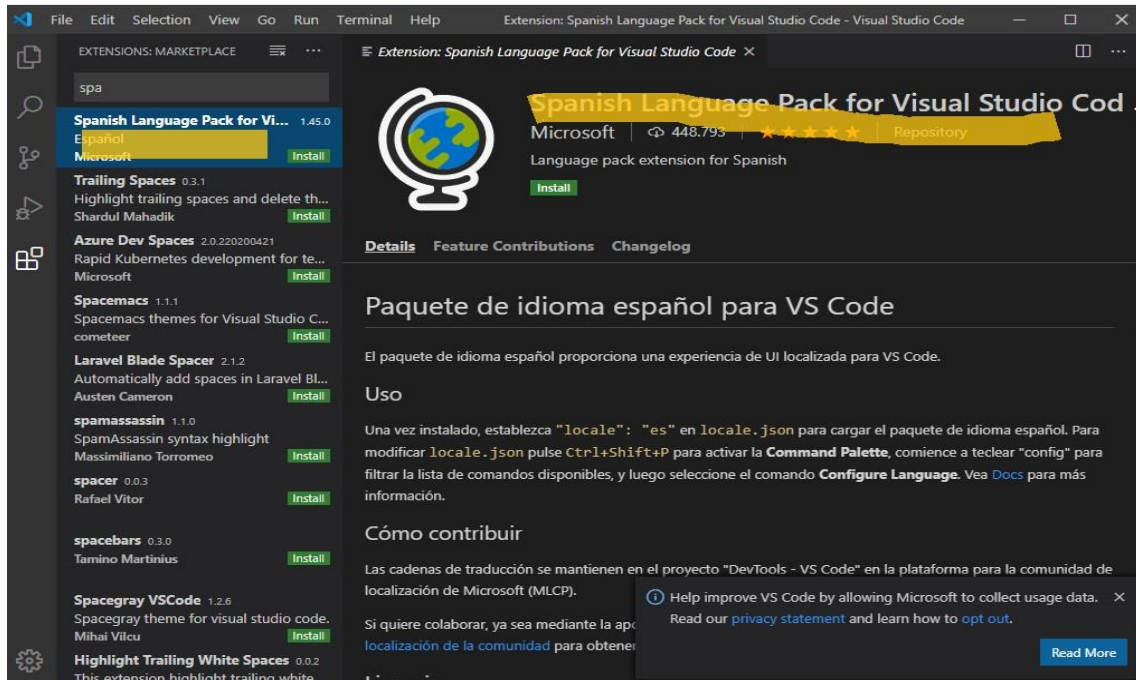 File Edit Selection View Go Run Terminal Help
Extension: Spanish Language Pack for Visual Studio Code - Visual Studio Code
EXTENSIONS: MARKETPLACE
spa
Spanish Language Pack for Vi... 1.45.0
Español
Microsoft Install
Trailing Spaces 0.3.1
Highlight trailing spaces and delete th...
Shardul Mahadik Install
Azure Dev Spaces 2.0.220200421
Rapid Kubernetes development for te...
Microsoft Install
Spacemacs 1.1.1
Spacemacs themes for Visual Studio C...
cometeer Install
Laravel Blade Spacer 2.1.2
Automatically add spaces in Laravel Bl...
Austen Cameron Install
spamassassin 1.1.0
SpamAssassin syntax highlight
Massimiliano Torromeo Install
spacer 0.0.3
Rafael Vitor Install
spacebars 0.3.0
Tamino Martinius Install
Spacegray VSCode 1.2.6
Spacegray theme for visual studio code.
Mihai Vilcu Install
Highlight Trailing White Spaces 0.0.2
This extension highlight trailing white
Extension: Spanish Language Pack for Visual Studio Code
Spanish Language Pack for Visual Studio Cod
Microsoft 448.793 Repository
Language pack extension for Spanish
Install
Details Feature Contributions Changelog
Paquete de idioma español para VS Code
El paquete de idioma español proporciona una experiencia de UI localizada para VS Code.
Uso
Una vez instalado, establezca "locale": "es" en locale.json para cargar el paquete de idioma español. Para
modificar locale.json pulse Ctrl+Shift+P para activar la Command Palette, comience a teclear "config" para
filtrar la lista de comandos disponibles, y luego seleccione el comando Configure Language. Vea Docs para más
información.
Cómo contribuir
Las cadenas de traducción se mantienen en el proyecto "DevTools - VS Code" en la plataforma para la comunidad de
localización de Microsoft (MLCP).
Si quiere colaborar, ya sea mediante la
localización de la comunidad para
Help improve VS Code by allowing Microsoft to collect usage data.
Read our privacy statement and learn how to opt out.
Read More